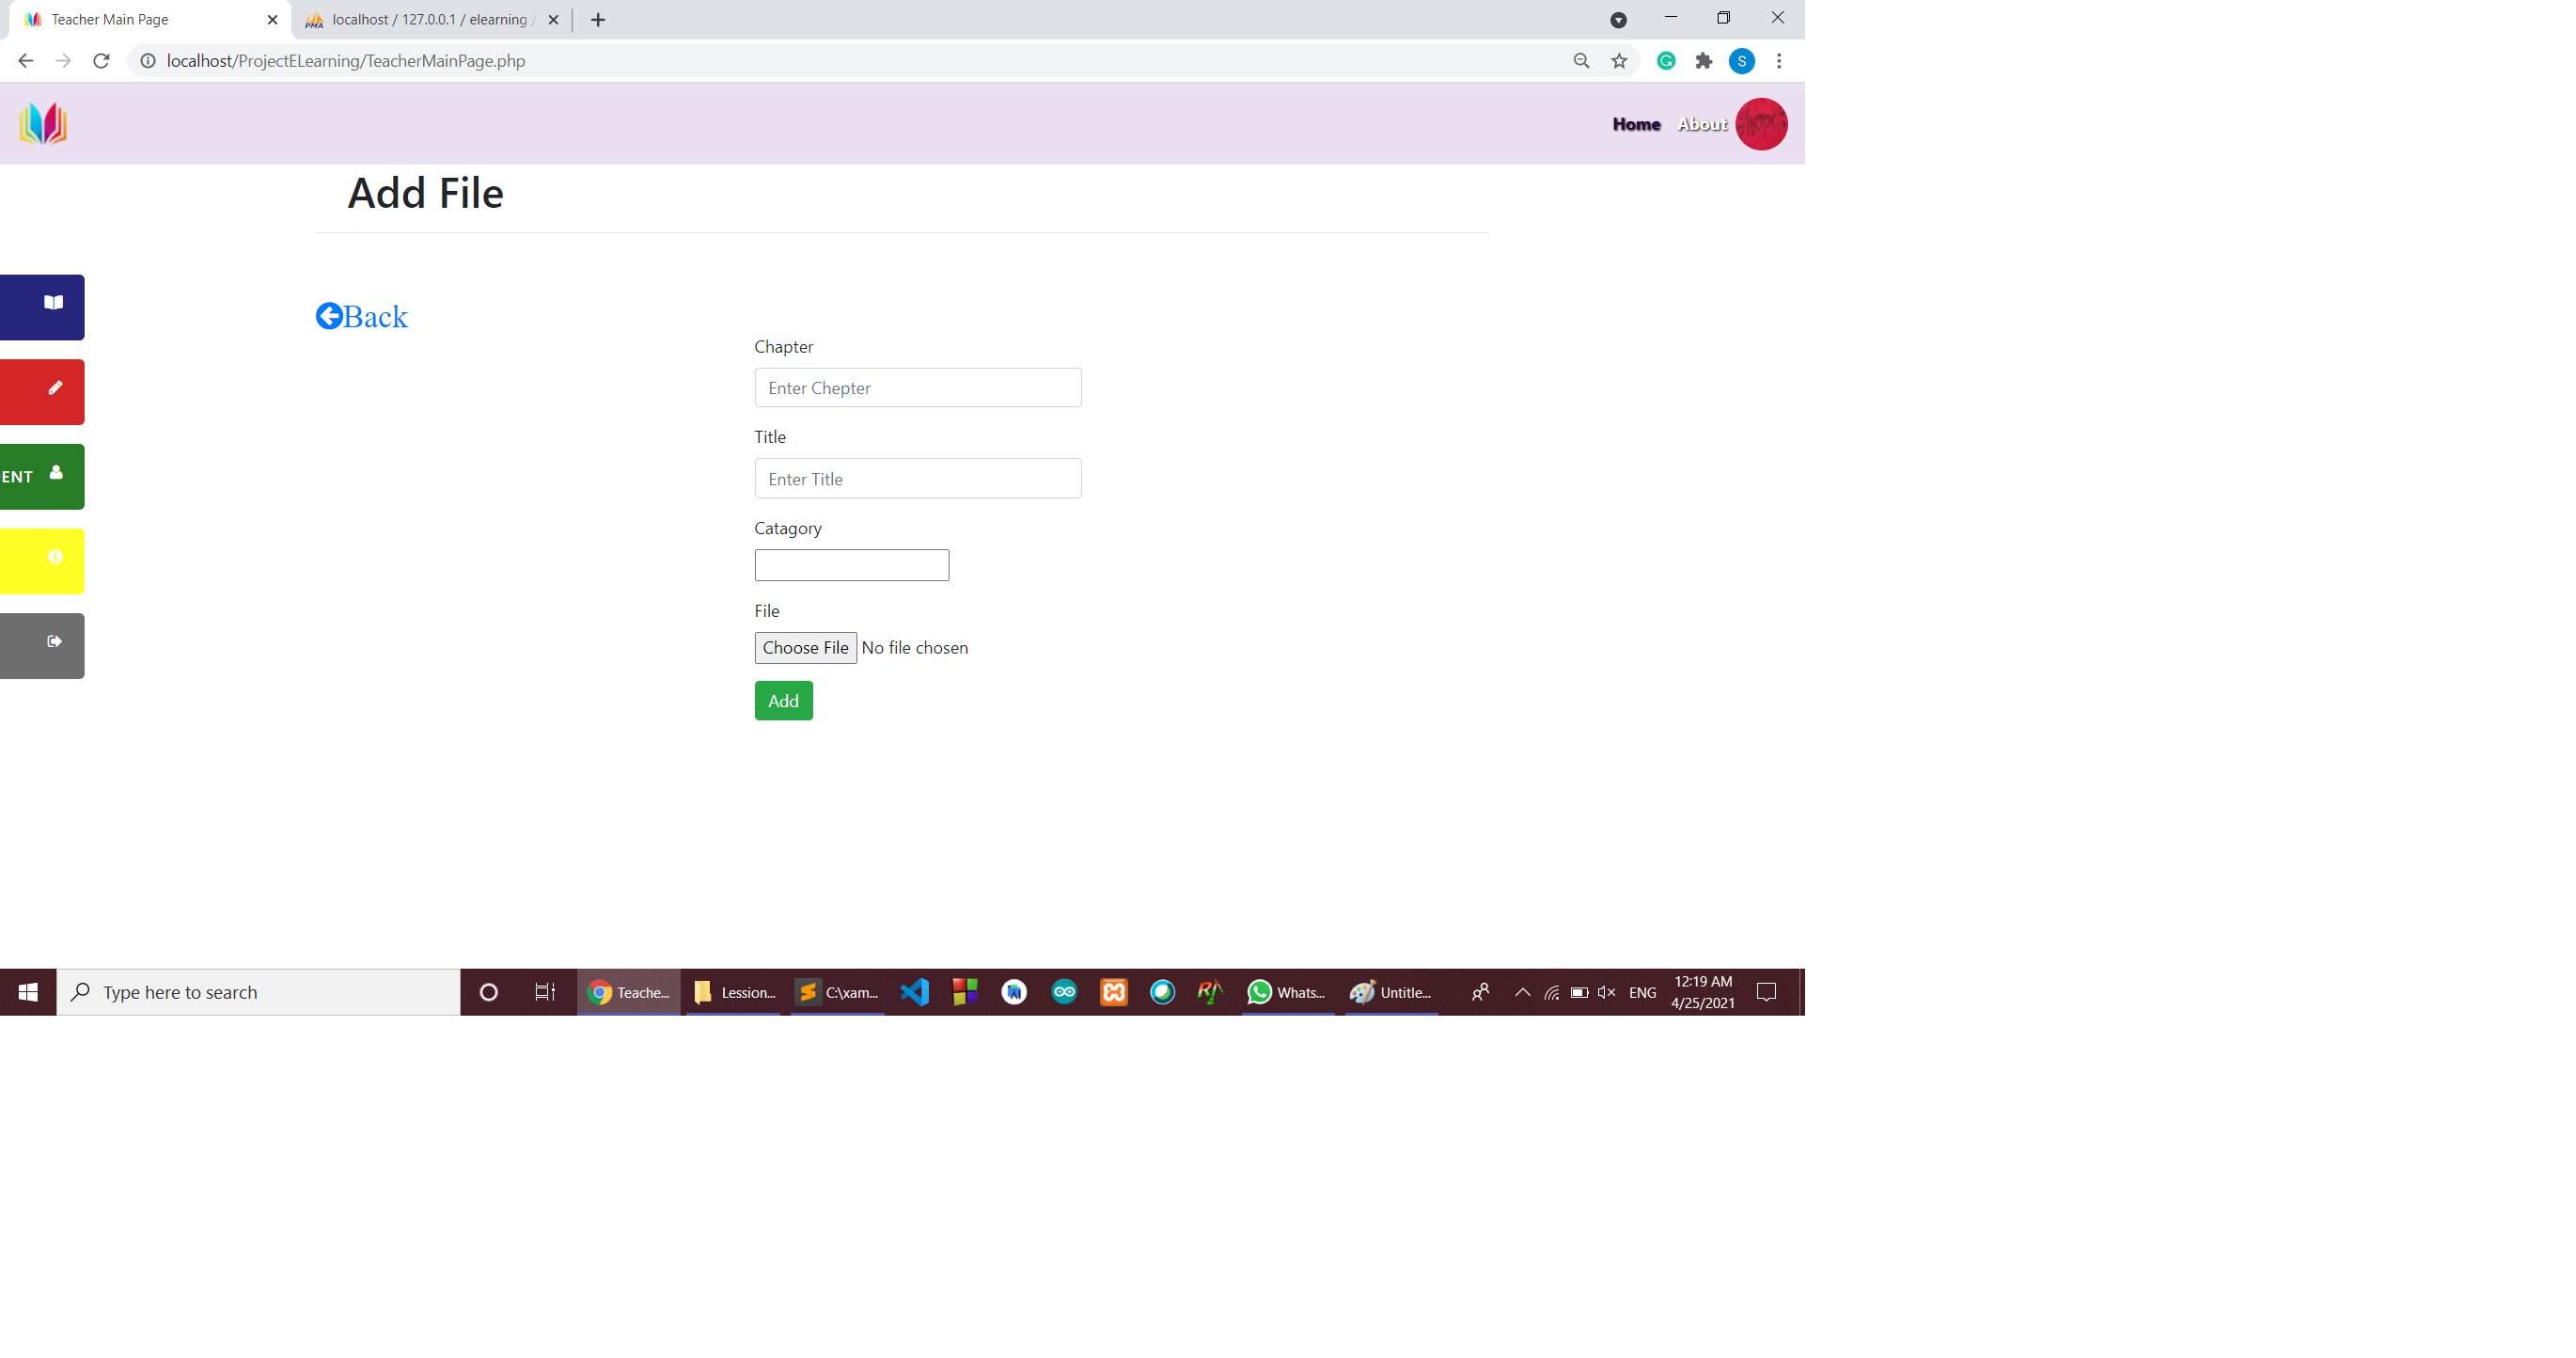 Teacher Main Page
localhost / 127.0.0.1 / elearning /
localhost/ProjectELearning/TeacherMainPage.php
S
Home About hope
Add File
Back
Chapter
Enter Chepter
Title
Enter Title
ENT
Catagory
File
Choose File No file chosen
Add
Type here to search
Teache...
Lession...
C:\xam...
Whats...
Untitle...
ENG
12:19 AM
4/25/2021